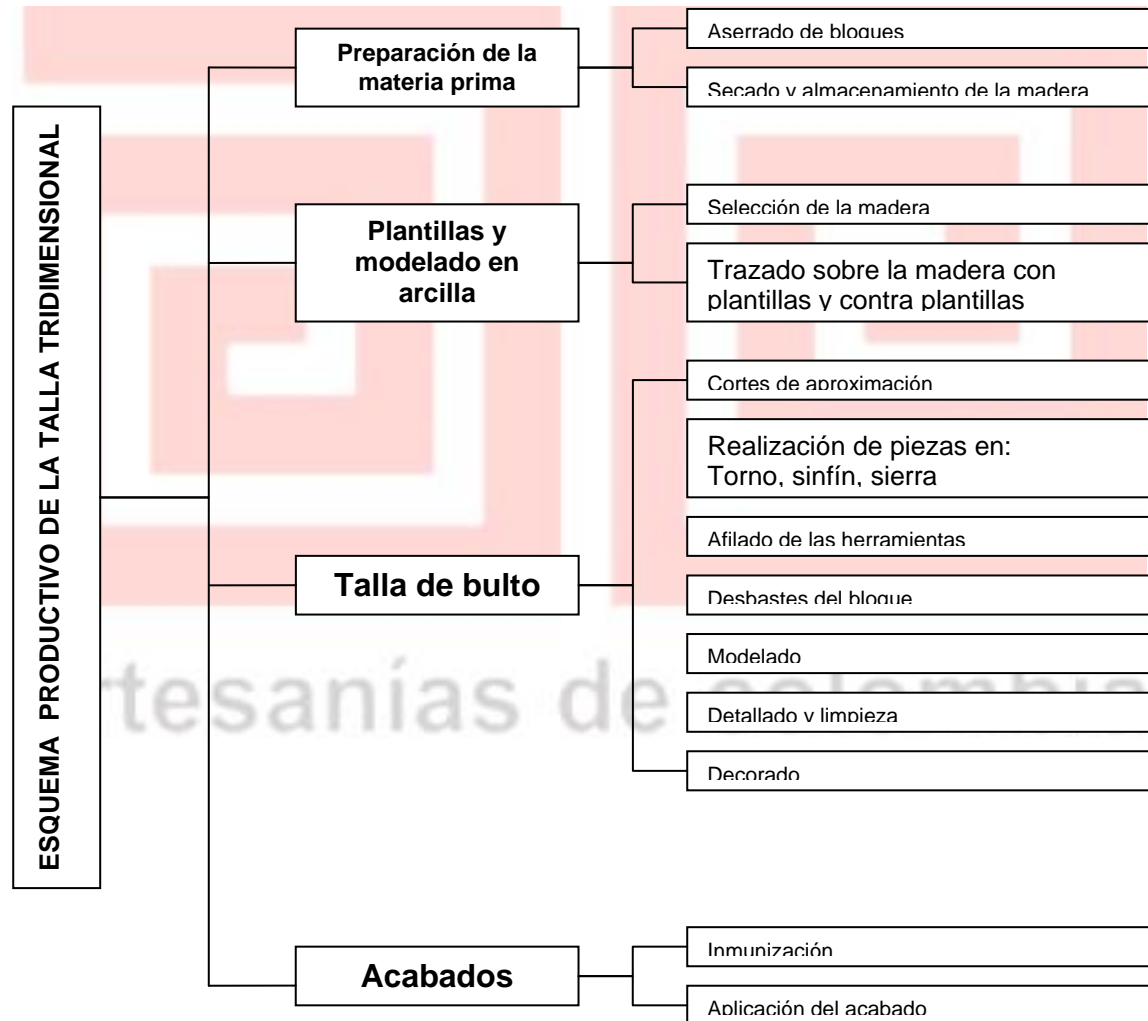 ESQUEMA PRODUCTIVO DE LA TALLA TRIDIMENSIONAL
Preparación de la
materia prima
Aserrado de bloques
Secado y almacenamiento de la madera
Plantillas y
modelado en
arcilla
Selección de la madera
Trazado sobre la madera con
plantillas y contra plantillas
Talla de bulto
Cortes de aproximación
Realización de piezas en:
Torno, sinfín, sierra
Afilado de las herramientas
Desbastes del bloque
Modelado
Detallado y limpieza
Decorado
Acabados
Inmunización
Aplicación del acabado
rtesanías de colombia